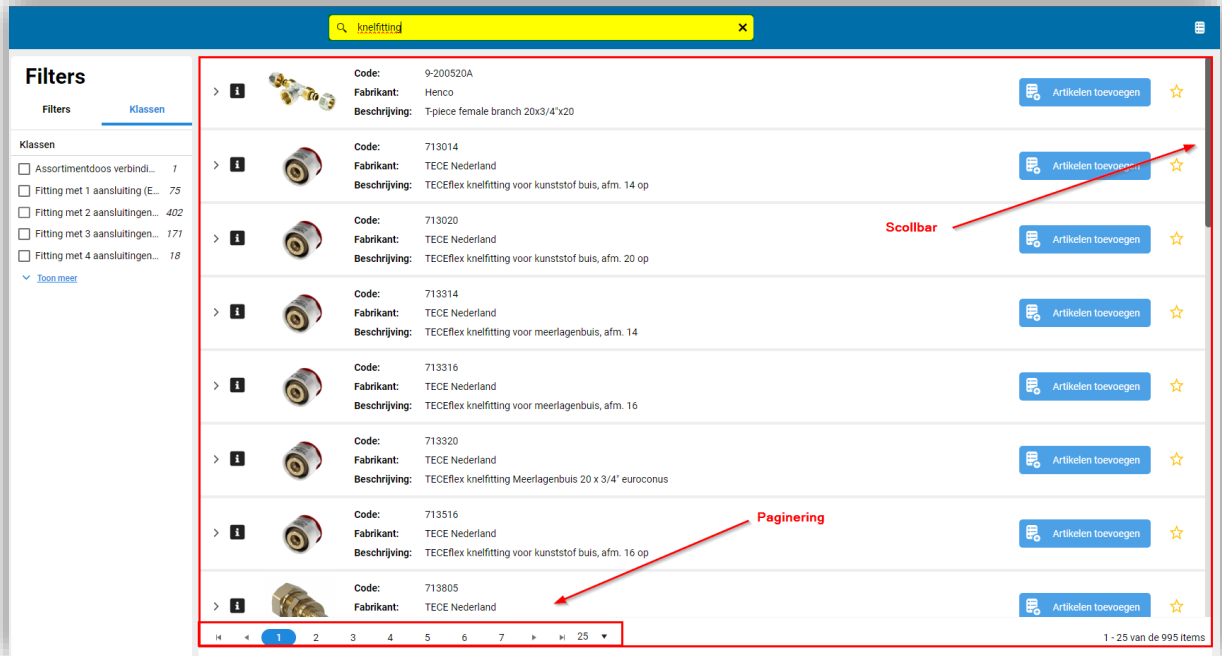 knelfitting
Filters
Filters Klassen
Klassen
Assortimentdoos verbindi... 1
Fitting met 1 aansluiting (E... 75
Fitting met 2 aansluitingen... 402
Fitting met 3 aansluitingen... 171
Fitting met 4 aansluitingen... 18
Toon meer
Code: 9-200520A
Fabrikant: Henco
Beschrijving: T-piece female branch 20x3/4"x20
Artikelen toevoegen
Code: 713014
Fabrikant: TECE Nederland
Beschrijving: TECEflex knelfitting voor kunststof buis, afm. 14 op
Artikelen toevoegen
Code: 713020
Fabrikant: TECE Nederland
Beschrijving: TECEflex knelfitting voor kunststof buis, afm. 20 op
Artikelen toevoegen
Scollbar
Code: 713314
Fabrikant: TECE Nederland
Beschrijving: TECEflex knelfitting voor meerlagenbuis, afm. 14
Artikelen toevoegen
Code: 713316
Fabrikant: TECE Nederland
Beschrijving: TECEflex knelfitting voor meerlagenbuis, afm. 16
Artikelen toevoegen
Code: 713320
Fabrikant: TECE Nederland
Beschrijving: TECEflex knelfitting Meerlagenbuis 20 x 3/4" euroconus
Artikelen toevoegen
Code: 713516
Fabrikant: TECE Nederland
Beschrijving: TECEflex knelfitting voor kunststof buis, afm. 16 op
Artikelen toevoegen
Paginering
Code: 713805
Fabrikant: TECE Nederland
Artikelen toevoegen
1 2 3 4 5 6 7 25
1 - 25 van de 995 items